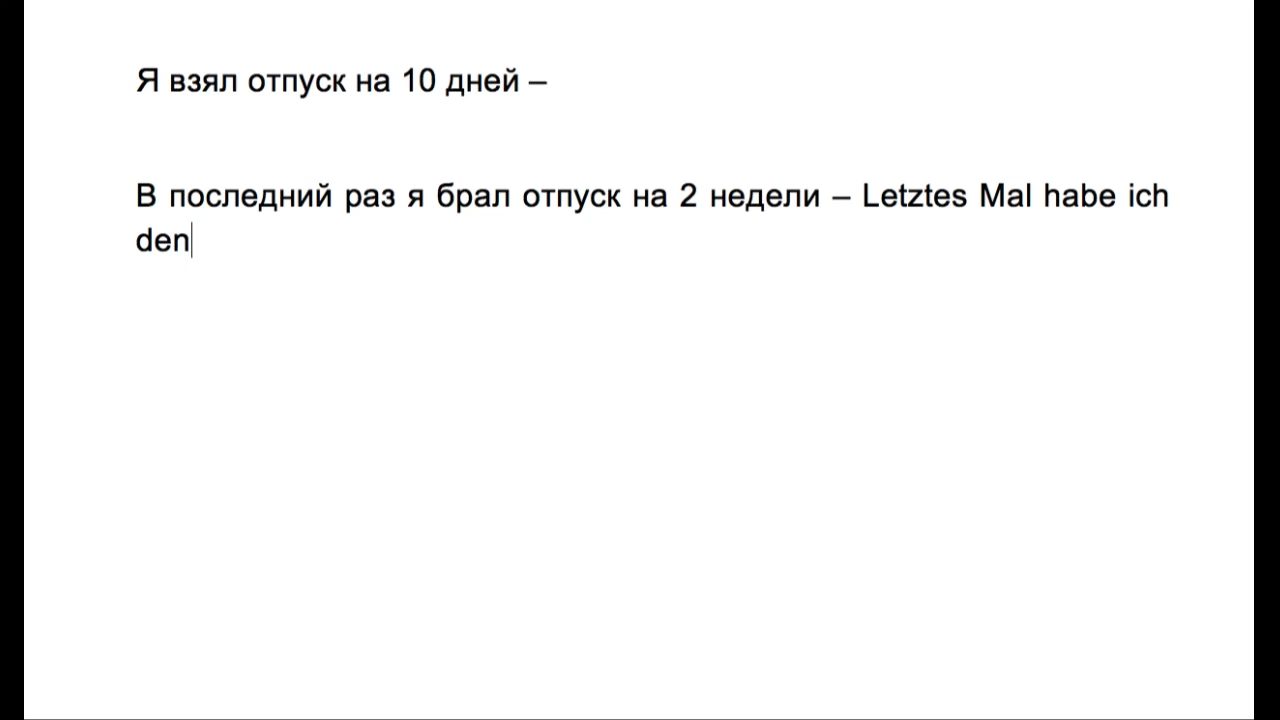 Я взял отпуск на 10 дней –
В последний раз я брал отпуск на 2 недели – Letztes Mal habe ich
den